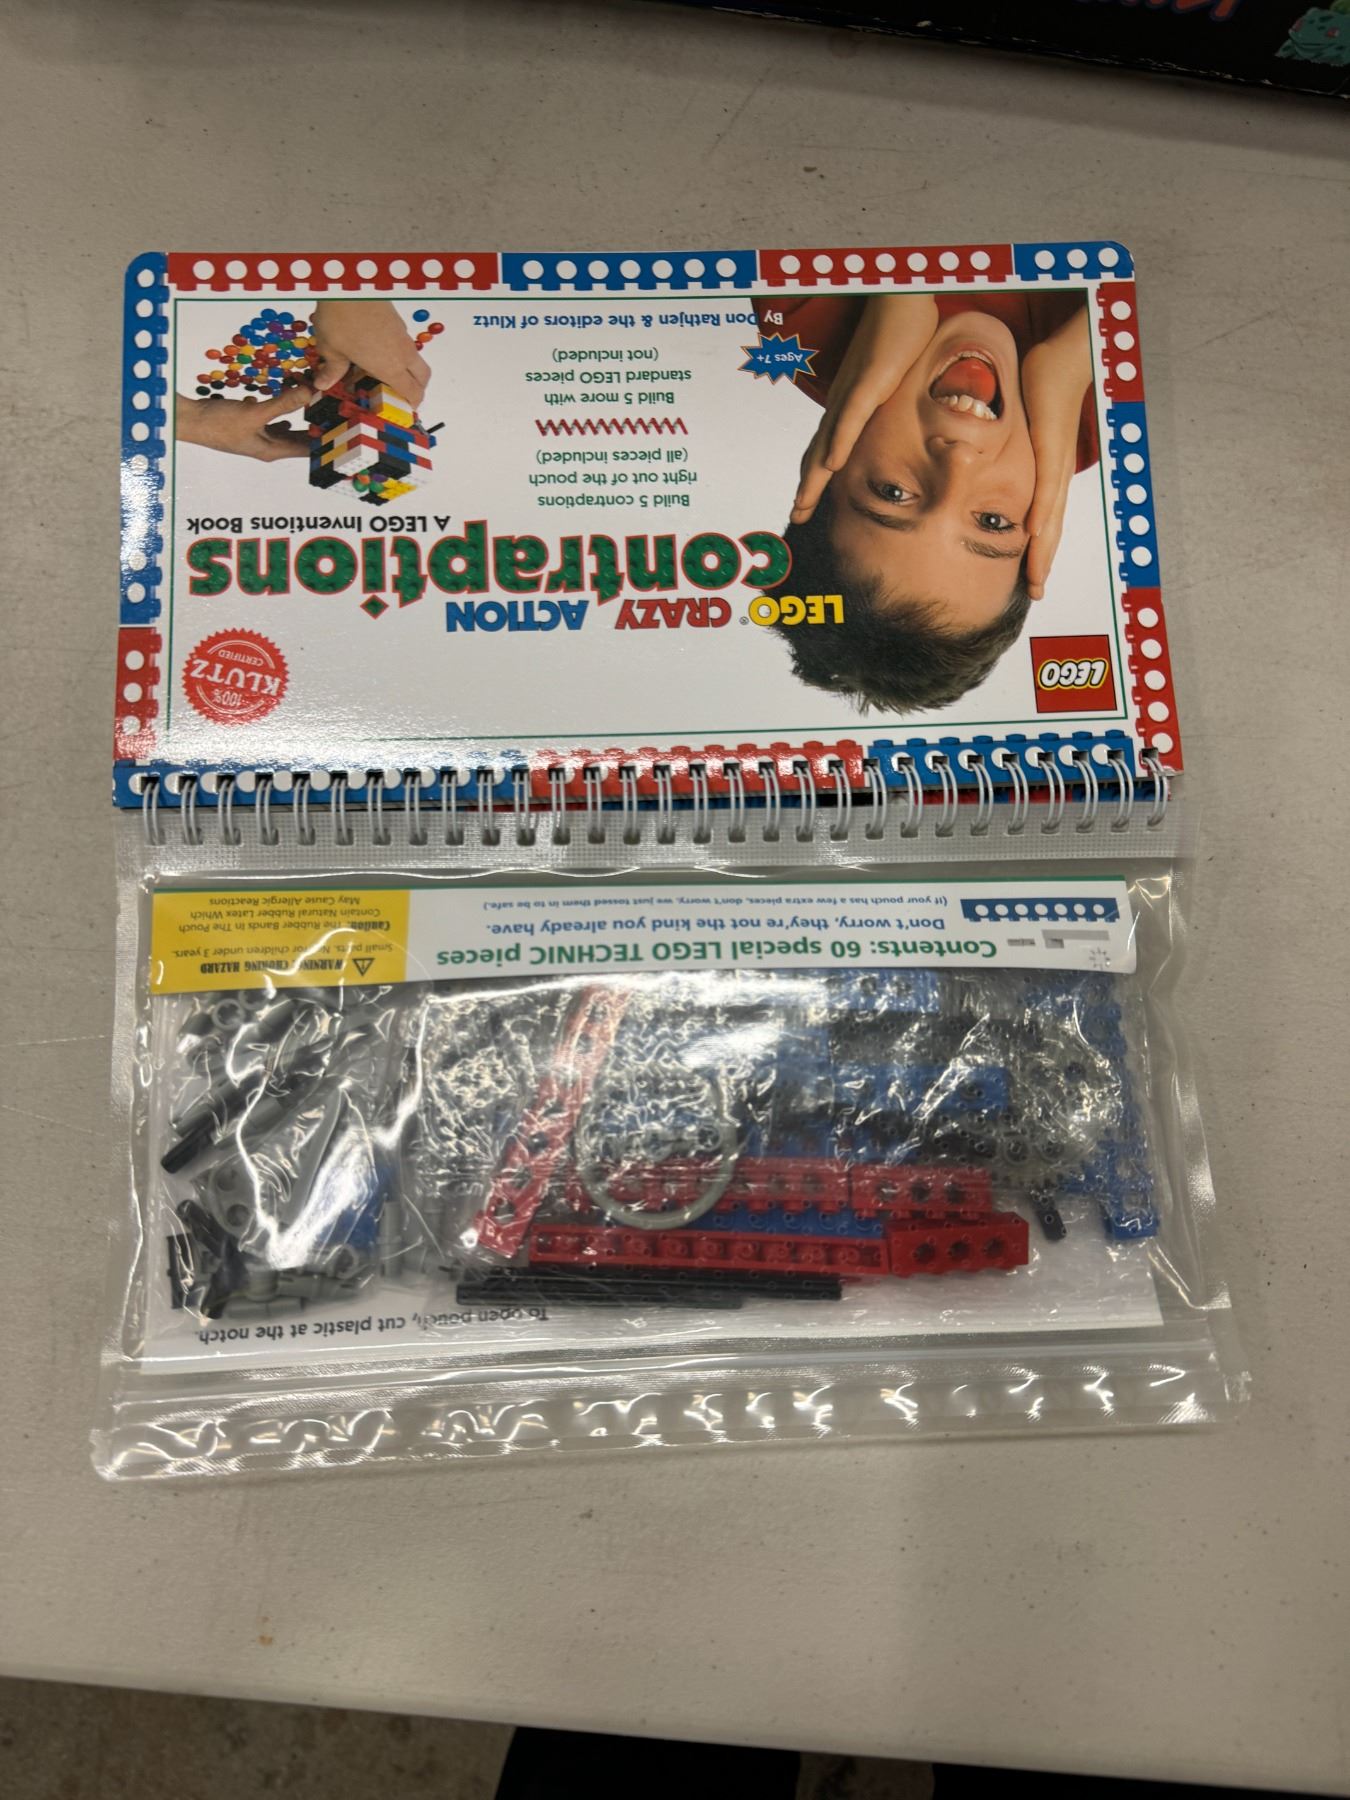 LEGO
100%
KLUTZ
CERTIFIED
LEGO® CRAZY ACTION
contraptions
A LEGO Inventions Book
Build 5 contraptions
right out of the pouch
(all pieces included)
Build 5 more with
standard LEGO pieces
(not included)
Ages 7+
By Don Rathjen & the editors of Klutz
To open pouch, cut plastic at the notch.
Contents: 60 special LEGO TECHNIC pieces
Don't worry, they're not the kind you already have.
(If your pouch has a few extra pieces, don't worry, we just tossed them in to be safe.)
WARNING: CHOKING HAZARD
Small parts. Not for children under 3 years.
Caution: The Rubber Bands In The Pouch
Contain Natural Rubber Latex Which
May Cause Allergic Reactions